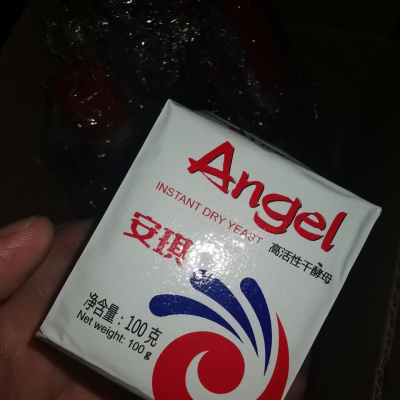 Angel
INSTANT DRY YEAST
高活性干酵母
安琪
净含量：100克
Net weight: 100 g